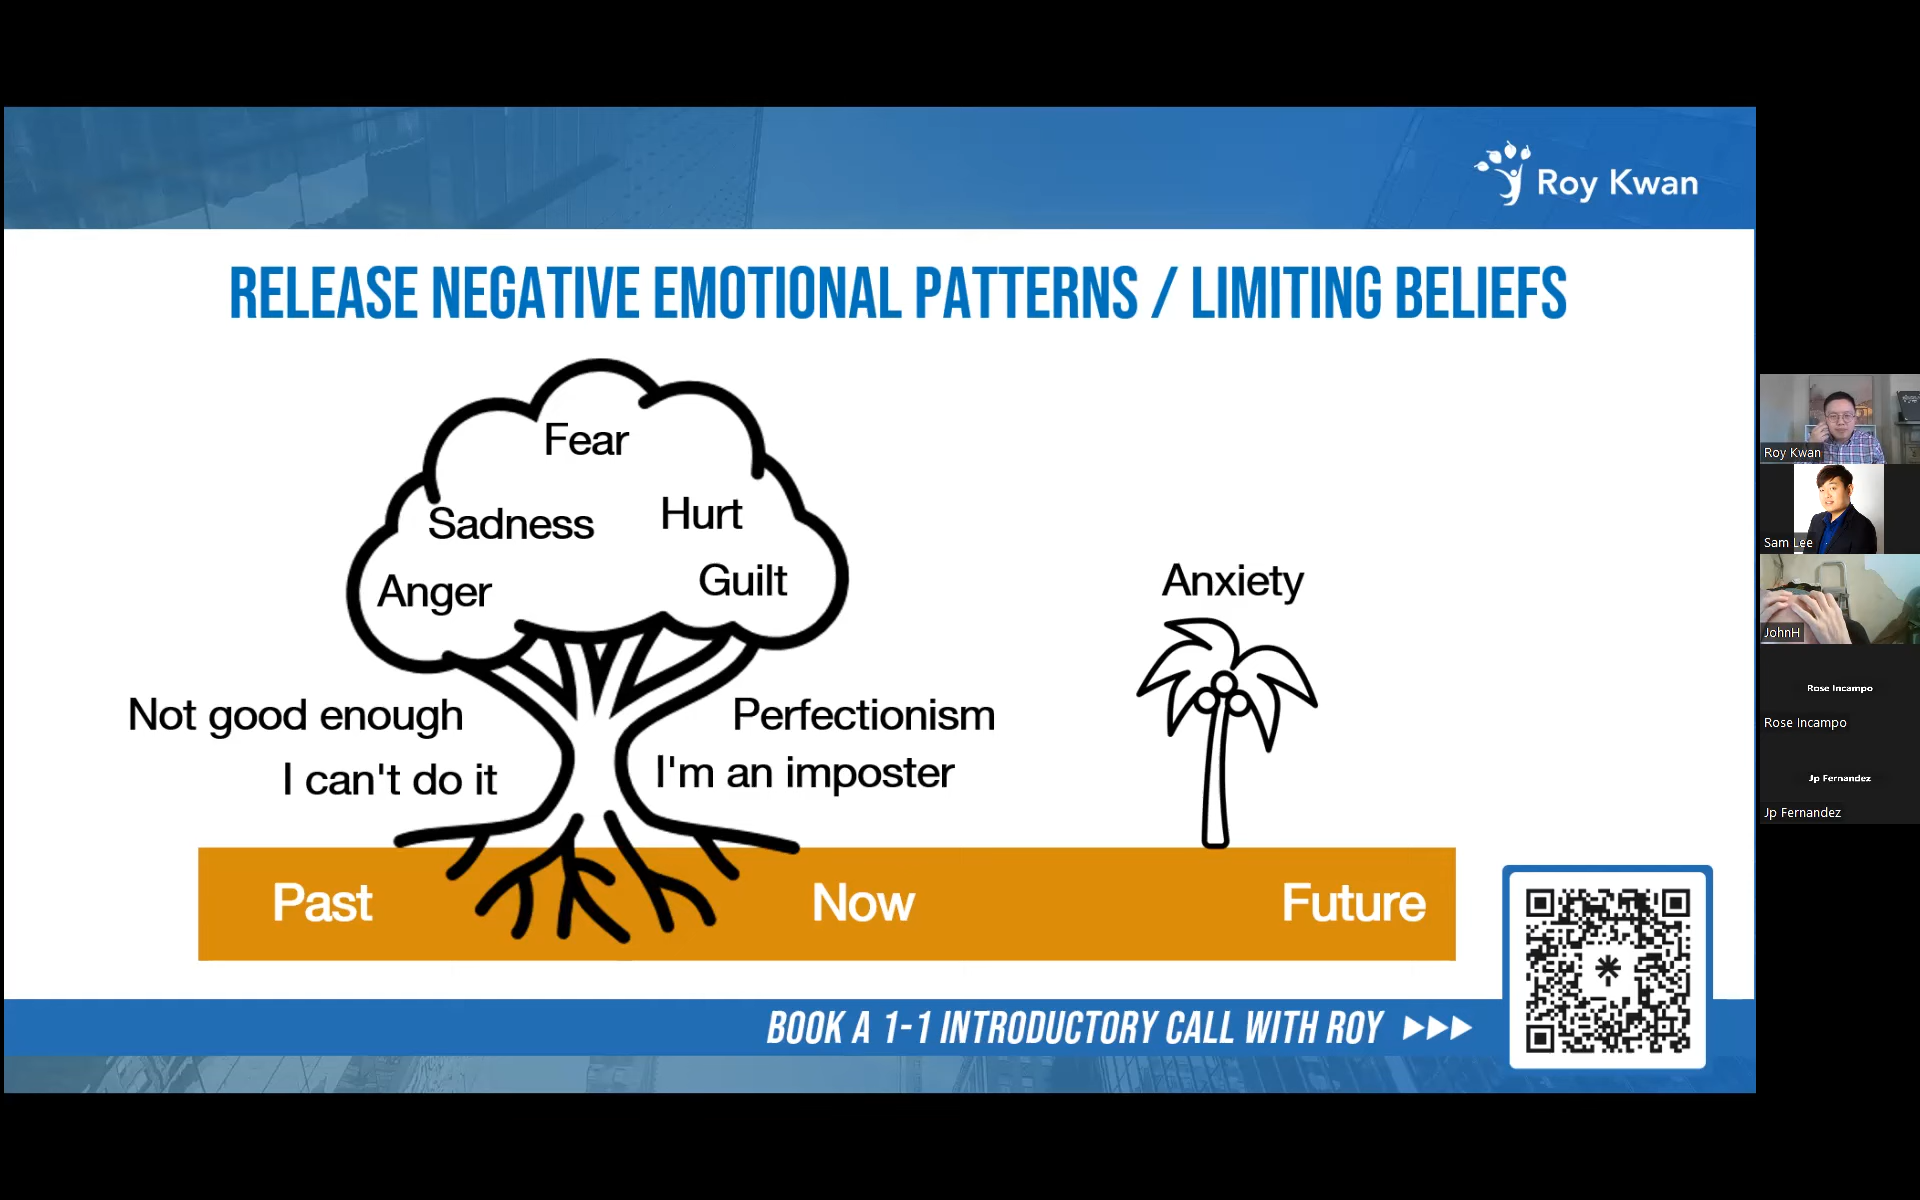 Roy Kwan
RELEASE NEGATIVE EMOTIONAL PATTERNS / LIMITING BELIEFS
Fear
Sadness
Hurt
Anger
Guilt
Anxiety
Not good enough
Perfectionism
I can't do it
I'm an imposter
Past
Now
Future
BOOK A 1-1 INTRODUCTORY CALL WITH ROY
Roy Kwan
Sam Lee
JohnH
Rose Incampo
Rose Incampo
Jp Fernandez
Jp Fernandez